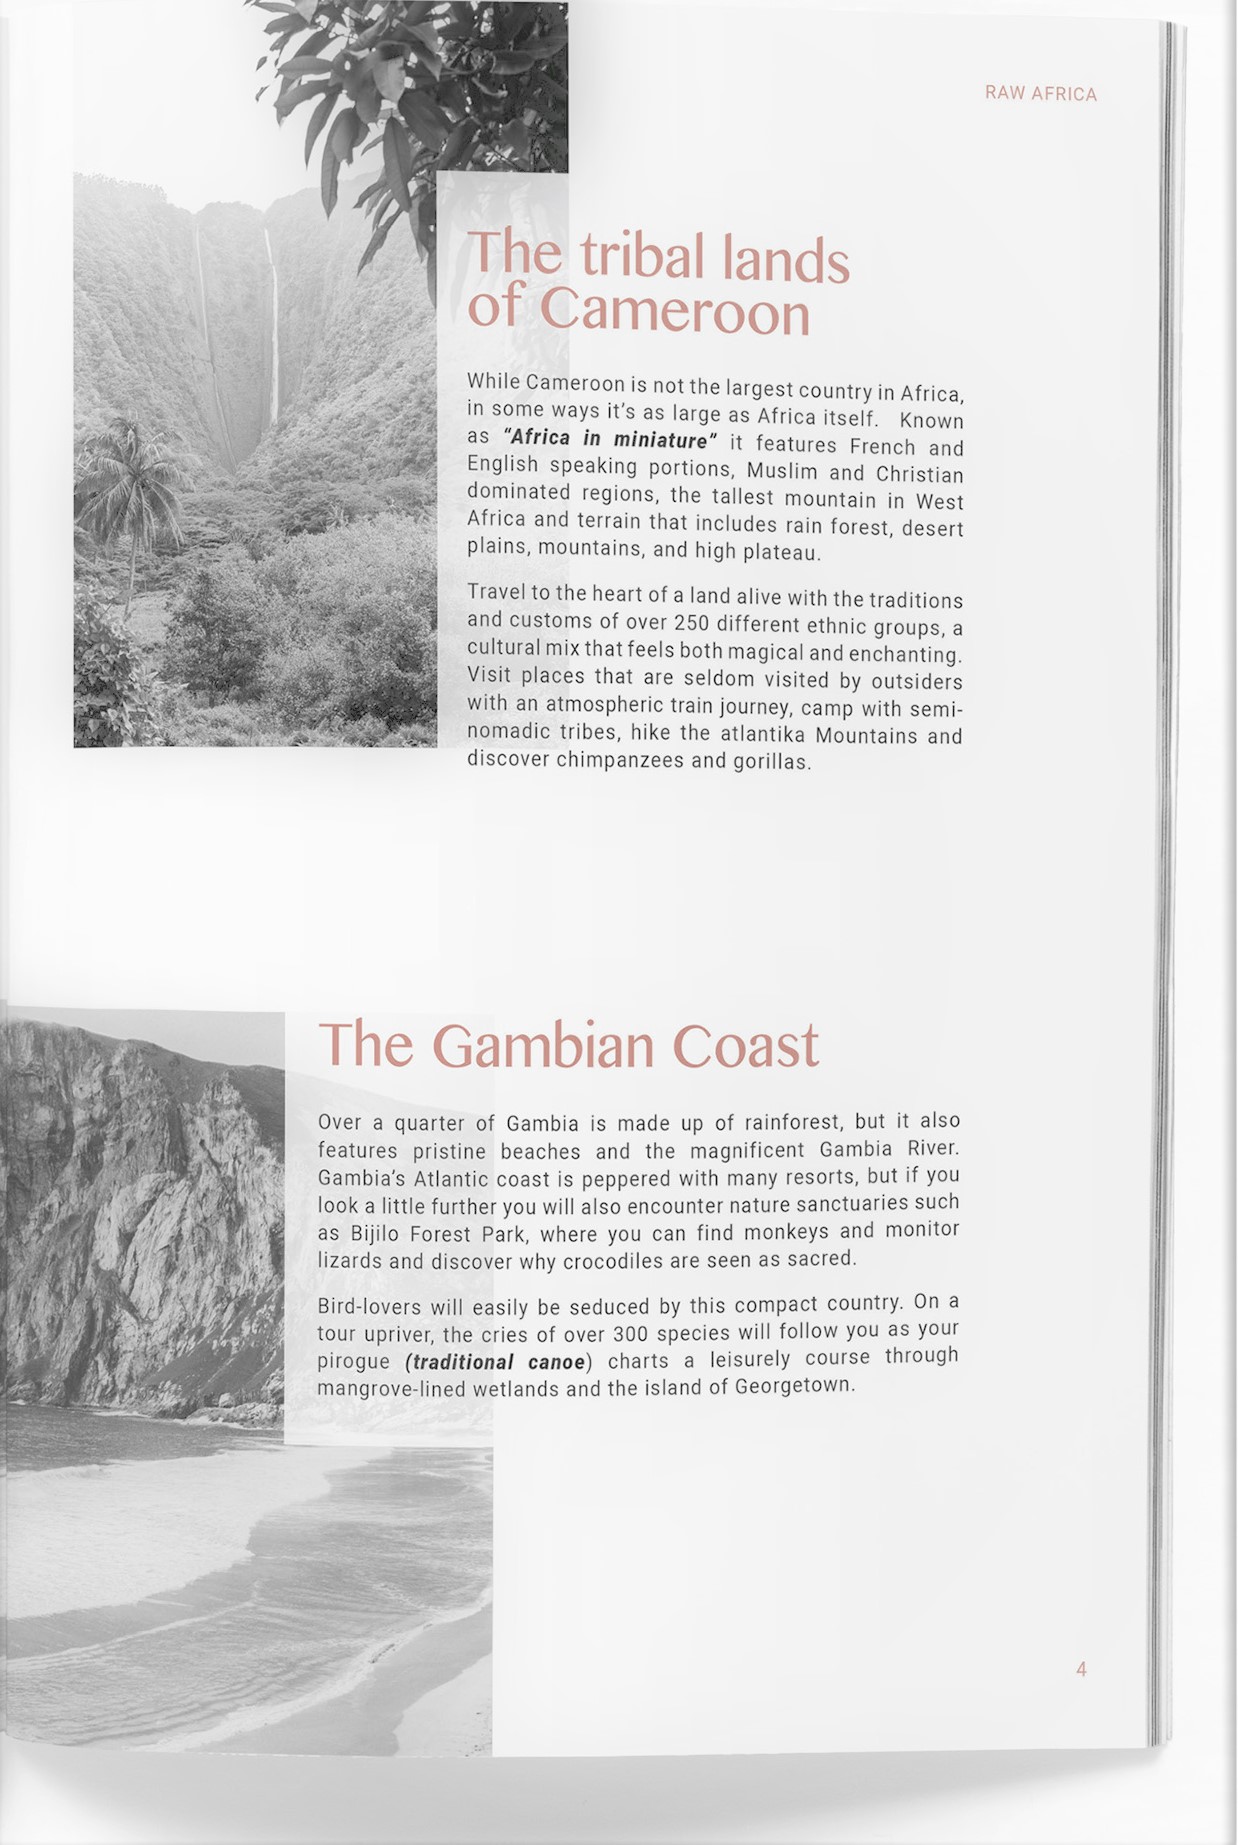 RAW AFRICA
The tribal lands
of Cameroon
While Cameroon is not the largest country in Africa,
in some ways it's as large as Africa itself. Known
as “Africa in miniature” it features French and
English speaking portions, Muslim and Christian
dominated regions, the tallest mountain in West
Africa and terrain that includes rain forest, desert
plains, mountains, and high plateau.
Travel to the heart of a land alive with the traditions
and customs of over 250 different ethnic groups, a
cultural mix that feels both magical and enchanting.
Visit places that are seldom visited by outsiders
with an atmospheric train journey, camp with semi-
nomadic tribes, hike the atlantika Mountains and
discover chimpanzees and gorillas.
The Gambian Coast
Over a quarter of Gambia is made up of rainforest, but it also
features pristine beaches and the magnificent Gambia River.
Gambia's Atlantic coast is peppered with many resorts, but if you
look a little further you will also encounter nature sanctuaries such
as Bijilo Forest Park, where you can find monkeys and monitor
lizards and discover why crocodiles are seen as sacred.
Bird-lovers will easily be seduced by this compact country. On a
tour upriver, the cries of over 300 species will follow you as your
pirogue (traditional canoe) charts a leisurely course through
mangrove-lined wetlands and the island of Georgetown.
4